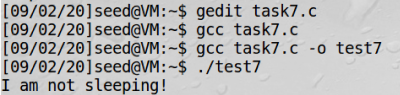 [09/02/20]seed@VM:~$ gedit task7.c
[09/02/20]seed@VM:~$ gcc task7.c
[09/02/20]seed@VM:~$ gcc task7.c -o test7
[09/02/20]seed@VM:~$ ./test7
I am not sleeping!